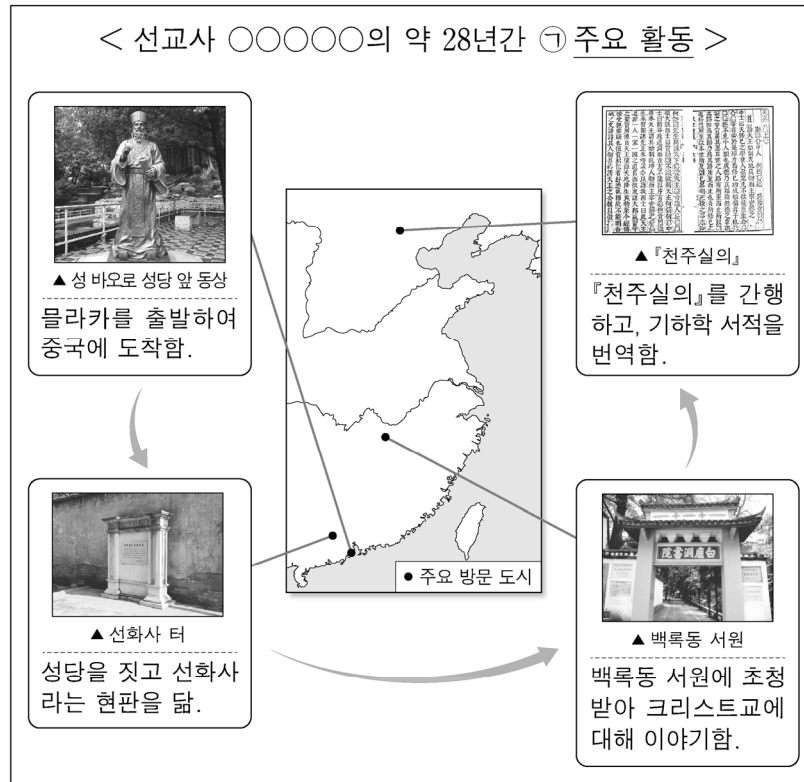 < 선교사 ○○○○○의 약 28년간 ㉠ 주요 활동 >
▲ 성 바오로 성당 앞 동상
믈라카를 출발하여
중국에 도착함.
▲ 『천주실의』
『천주실의』를 간행
하고, 기하학 서적을
번역함.
● 주요 방문 도시
▲ 선화사 터
성당을 짓고 선화사
라는 현판을 닮.
白鹿洞書院
▲ 백록동 서원
백록동 서원에 초청
받아 크리스트교에
대해 이야기함.